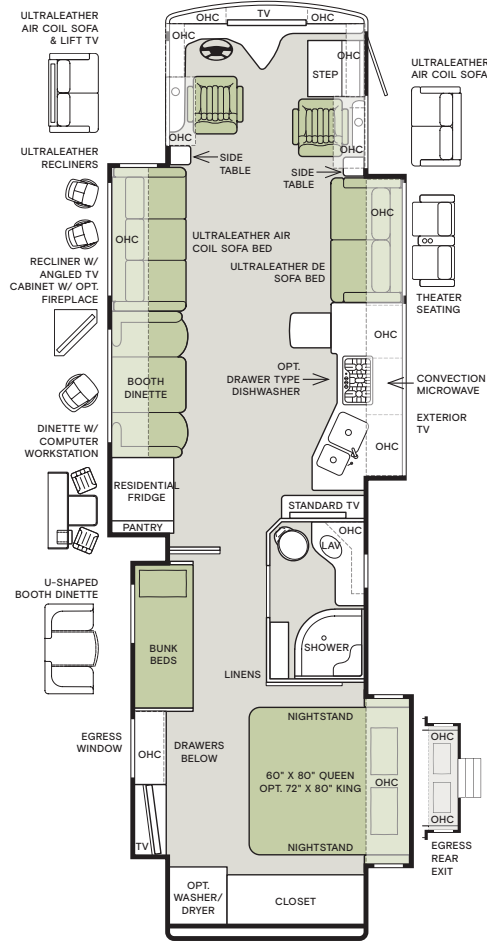 OHC
TV
OHC
ULTRALEATHER
AIR COIL SOFA
& LIFT TV
OHC
OHC
STEP
ULTRALEATHER
AIR COIL SOFA
OHC
OHC
SIDE
TABLE
SIDE
TABLE
ULTRALEATHER
RECLINERS
OHC
ULTRALEATHER AIR
COIL SOFA BED
OHC
ULTRALEATHER DE
SOFA BED
RECLINER W/
ANGLED TV
CABINET W/ OPT.
FIREPLACE
THEATER
SEATING
OHC
BOOTH
DINETTE
OPT.
DRAWER TYPE
DISHWASHER
CONVECTION
MICROWAVE
EXTERIOR
TV
DINETTE W/
COMPUTER
WORKSTATION
OHC
RESIDENTIAL
FRIDGE
PANTRY
STANDARD TV
OHC
LAV
U-SHAPED
BOOTH DINETTE
BUNK
BEDS
SHOWER
LINENS
EGRESS
WINDOW
OHC
DRAWERS
BELOW
NIGHTSTAND
60" X 80" QUEEN
OPT. 72" X 80" KING
OHC
NIGHTSTAND
OHC
OHC
EGRESS
REAR
EXIT
TV
OPT.
WASHER/
DRYER
CLOSET